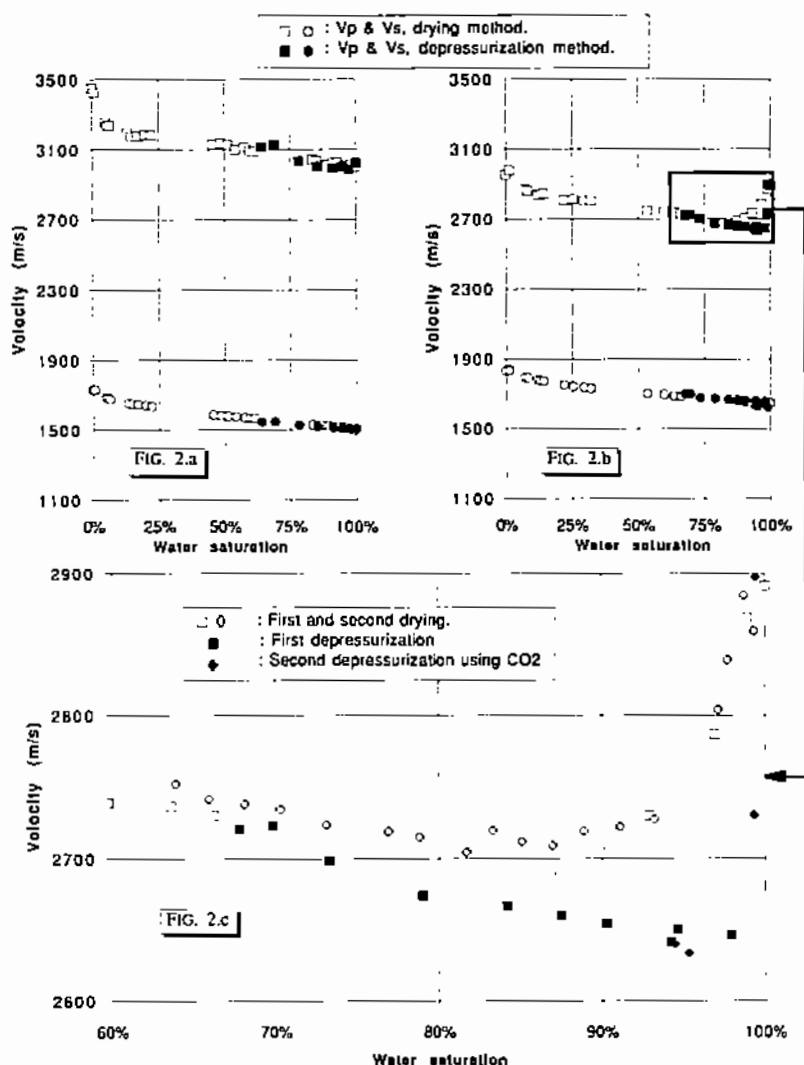 □ ○ : Vp & Vs, drying method.
■ ● : Vp & Vs, depressurization method.
3500
3100
2700
2300
1900
1500
1100
Velocity (m/s)
FIG. 2.a
0% 25% 50% 75% 100%
Water saturation
3500
3100
2700
2300
1900
1500
1100
Velocity (m/s)
FIG. 2.b
0% 25% 50% 75% 100%
Water saturation
2900
2800
2700
2600
Velocity (m/s)
□ 0 : First and second drying.
■ : First depressurization
◆ : Second depressurization using CO2
FIG. 2.c
60% 70% 80% 90% 100%
Water saturation